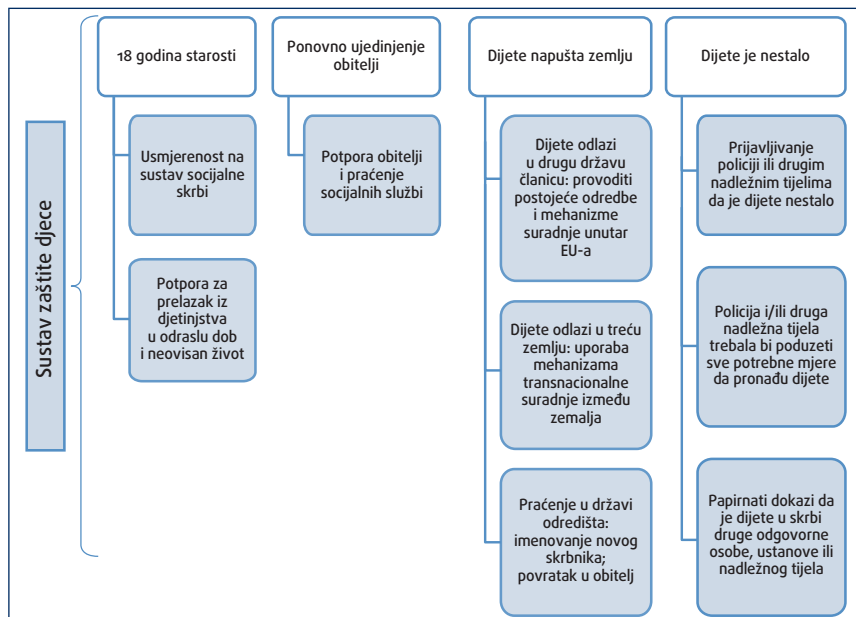 Sustav zaštite djece
18 godina starosti
Usmjerenost na
sustav socijalne
skrbi
Potpora za
prelazak iz
djetinjstva
u odraslu dob
i neovisan život
Ponovno ujedinjenje
obitelji
Potpora obitelji
i praćenje
socijalnih službi
Dijete napušta zemlju
Dijete odlazi
u drugu državu
članicu: provoditi
postojeće odredbe
i mehanizme
suradnje unutar
EU-a
Dijete odlazi u treću
zemlju: uporaba
mehanizama
transnacionalne
suradnje između
zemalja
Praćenje u državi
odredišta:
imenovanje novog
skrbnika;
povratak u obitelj
Dijete je nestalo
Prijavljivanje
policiji ili drugim
nadležnim tijelima
da je dijete nestalo
Policija i/ili druga
nadležna tijela
trebala bi poduzeti
sve potrebne mjere
da pronađu dijete
Papirnati dokazi da
je dijete u skrbi
druge odgovorne
osobe, ustanove ili
nadležnog tijela